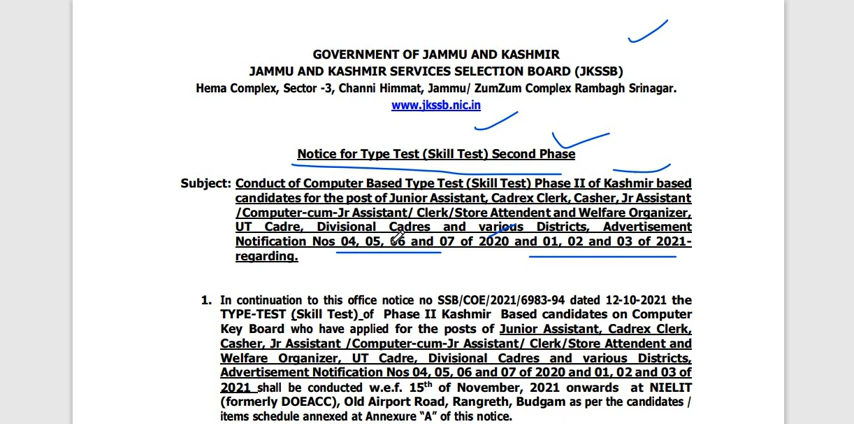 GOVERNMENT OF JAMMU AND KASHMIR
JAMMU AND KASHMIR SERVICES SELECTION BOARD (JKSSB)
Hema Complex, Sector -3, Channi Himmat, Jammu/ ZumZum Complex Rambagh Srinagar.
www.jkssb.nic.in
Notice for Type Test (Skill Test) Second Phase
Subject: Conduct of Computer Based Type Test (Skill Test) Phase II of Kashmir based
candidates for the post of Junior Assistant, Cadrex Clerk, Casher, Jr Assistant
/Computer-cum-Jr Assistant/ Clerk/Store Attendent and Welfare Organizer,
UT Cadre, Divisional Cadres and various Districts, Advertisement
Notification Nos 04, 05, 06 and 07 of 2020 and 01, 02 and 03 of 2021-
regarding.
1. In continuation to this office notice no SSB/COE/2021/6983-94 dated 12-10-2021 the
TYPE-TEST (Skill Test) of Phase II Kashmir Based candidates on Computer
Key Board who have applied for the posts of Junior Assistant, Cadrex Clerk,
Casher, Jr Assistant /Computer-cum-Jr Assistant/ Clerk/Store Attendent and
Welfare Organizer, UT Cadre, Divisional Cadres and various Districts,
Advertisement Notification Nos 04, 05, 06 and 07 of 2020 and 01, 02 and 03 of
2021 shall be conducted w.e.f. 15th of November, 2021 onwards at NIELIT
(formerly DOEACC), Old Airport Road, Rangreth, Budgam as per the candidates /
items schedule annexed at Annexure “A” of this notice.